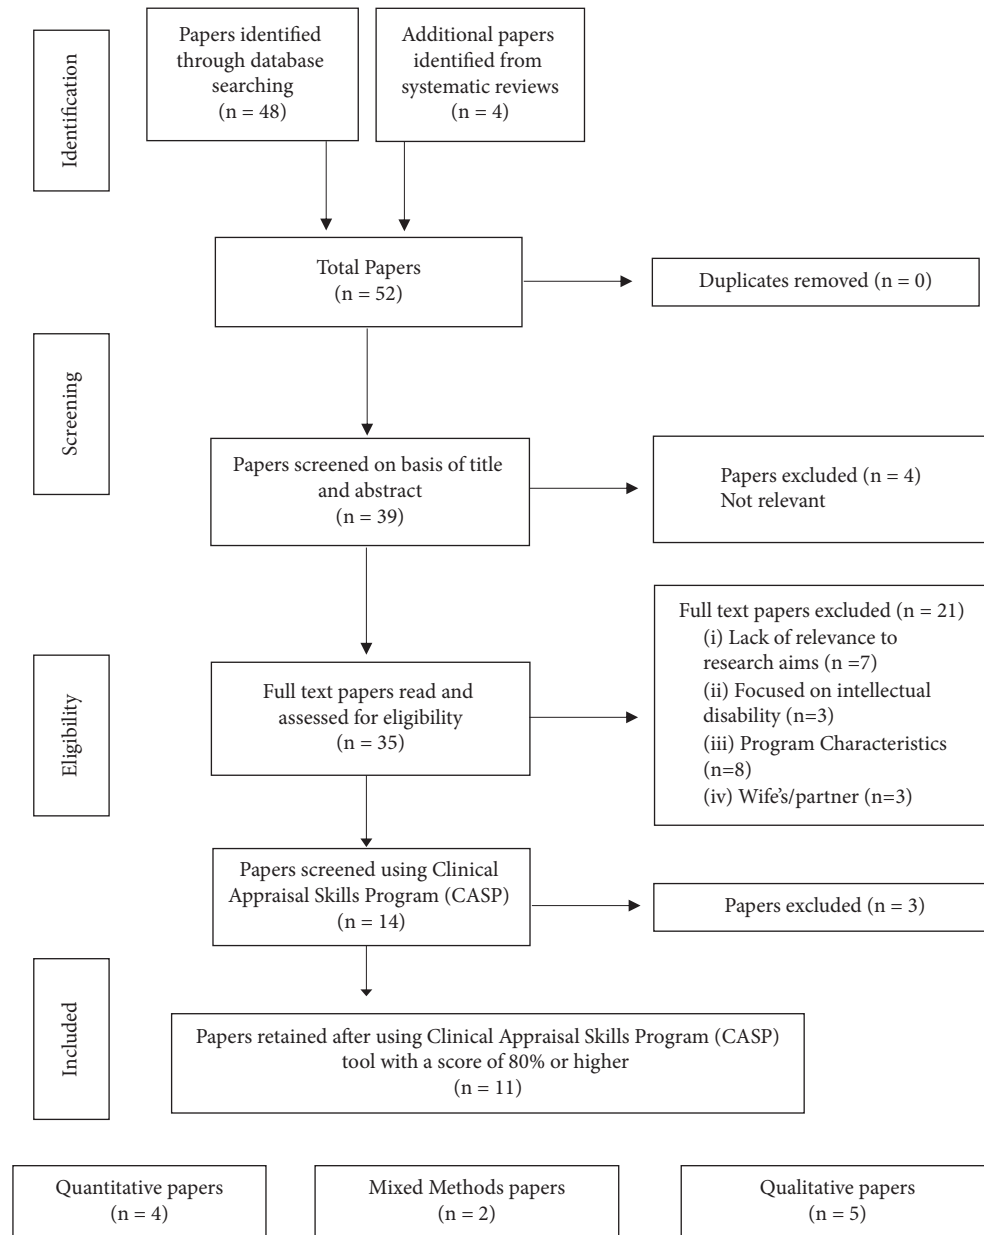 Identification
Papers identified
through database
searching
(n = 48)
Additional papers
identified from
systematic reviews
(n = 4)
Total Papers
(n = 52)
Duplicates removed (n = 0)
Screening
Papers screened on basis of title
and abstract
(n = 39)
Papers excluded (n = 4)
Not relevant
Eligibility
Full text papers read and
assessed for eligibility
(n = 35)
Full text papers excluded (n = 21)
(i) Lack of relevance to
research aims (n =7)
(ii) Focused on intellectual
disability (n=3)
(iii) Program Characteristics
(n=8)
(iv) Wife's/partner (n=3)
Papers screened using Clinical
Appraisal Skills Program (CASP)
(n = 14)
Papers excluded (n = 3)
Included
Papers retained after using Clinical Appraisal Skills Program (CASP)
tool with a score of 80% or higher
(n = 11)
Quantitative papers
(n = 4)
Mixed Methods papers
(n = 2)
Qualitative papers
(n = 5)